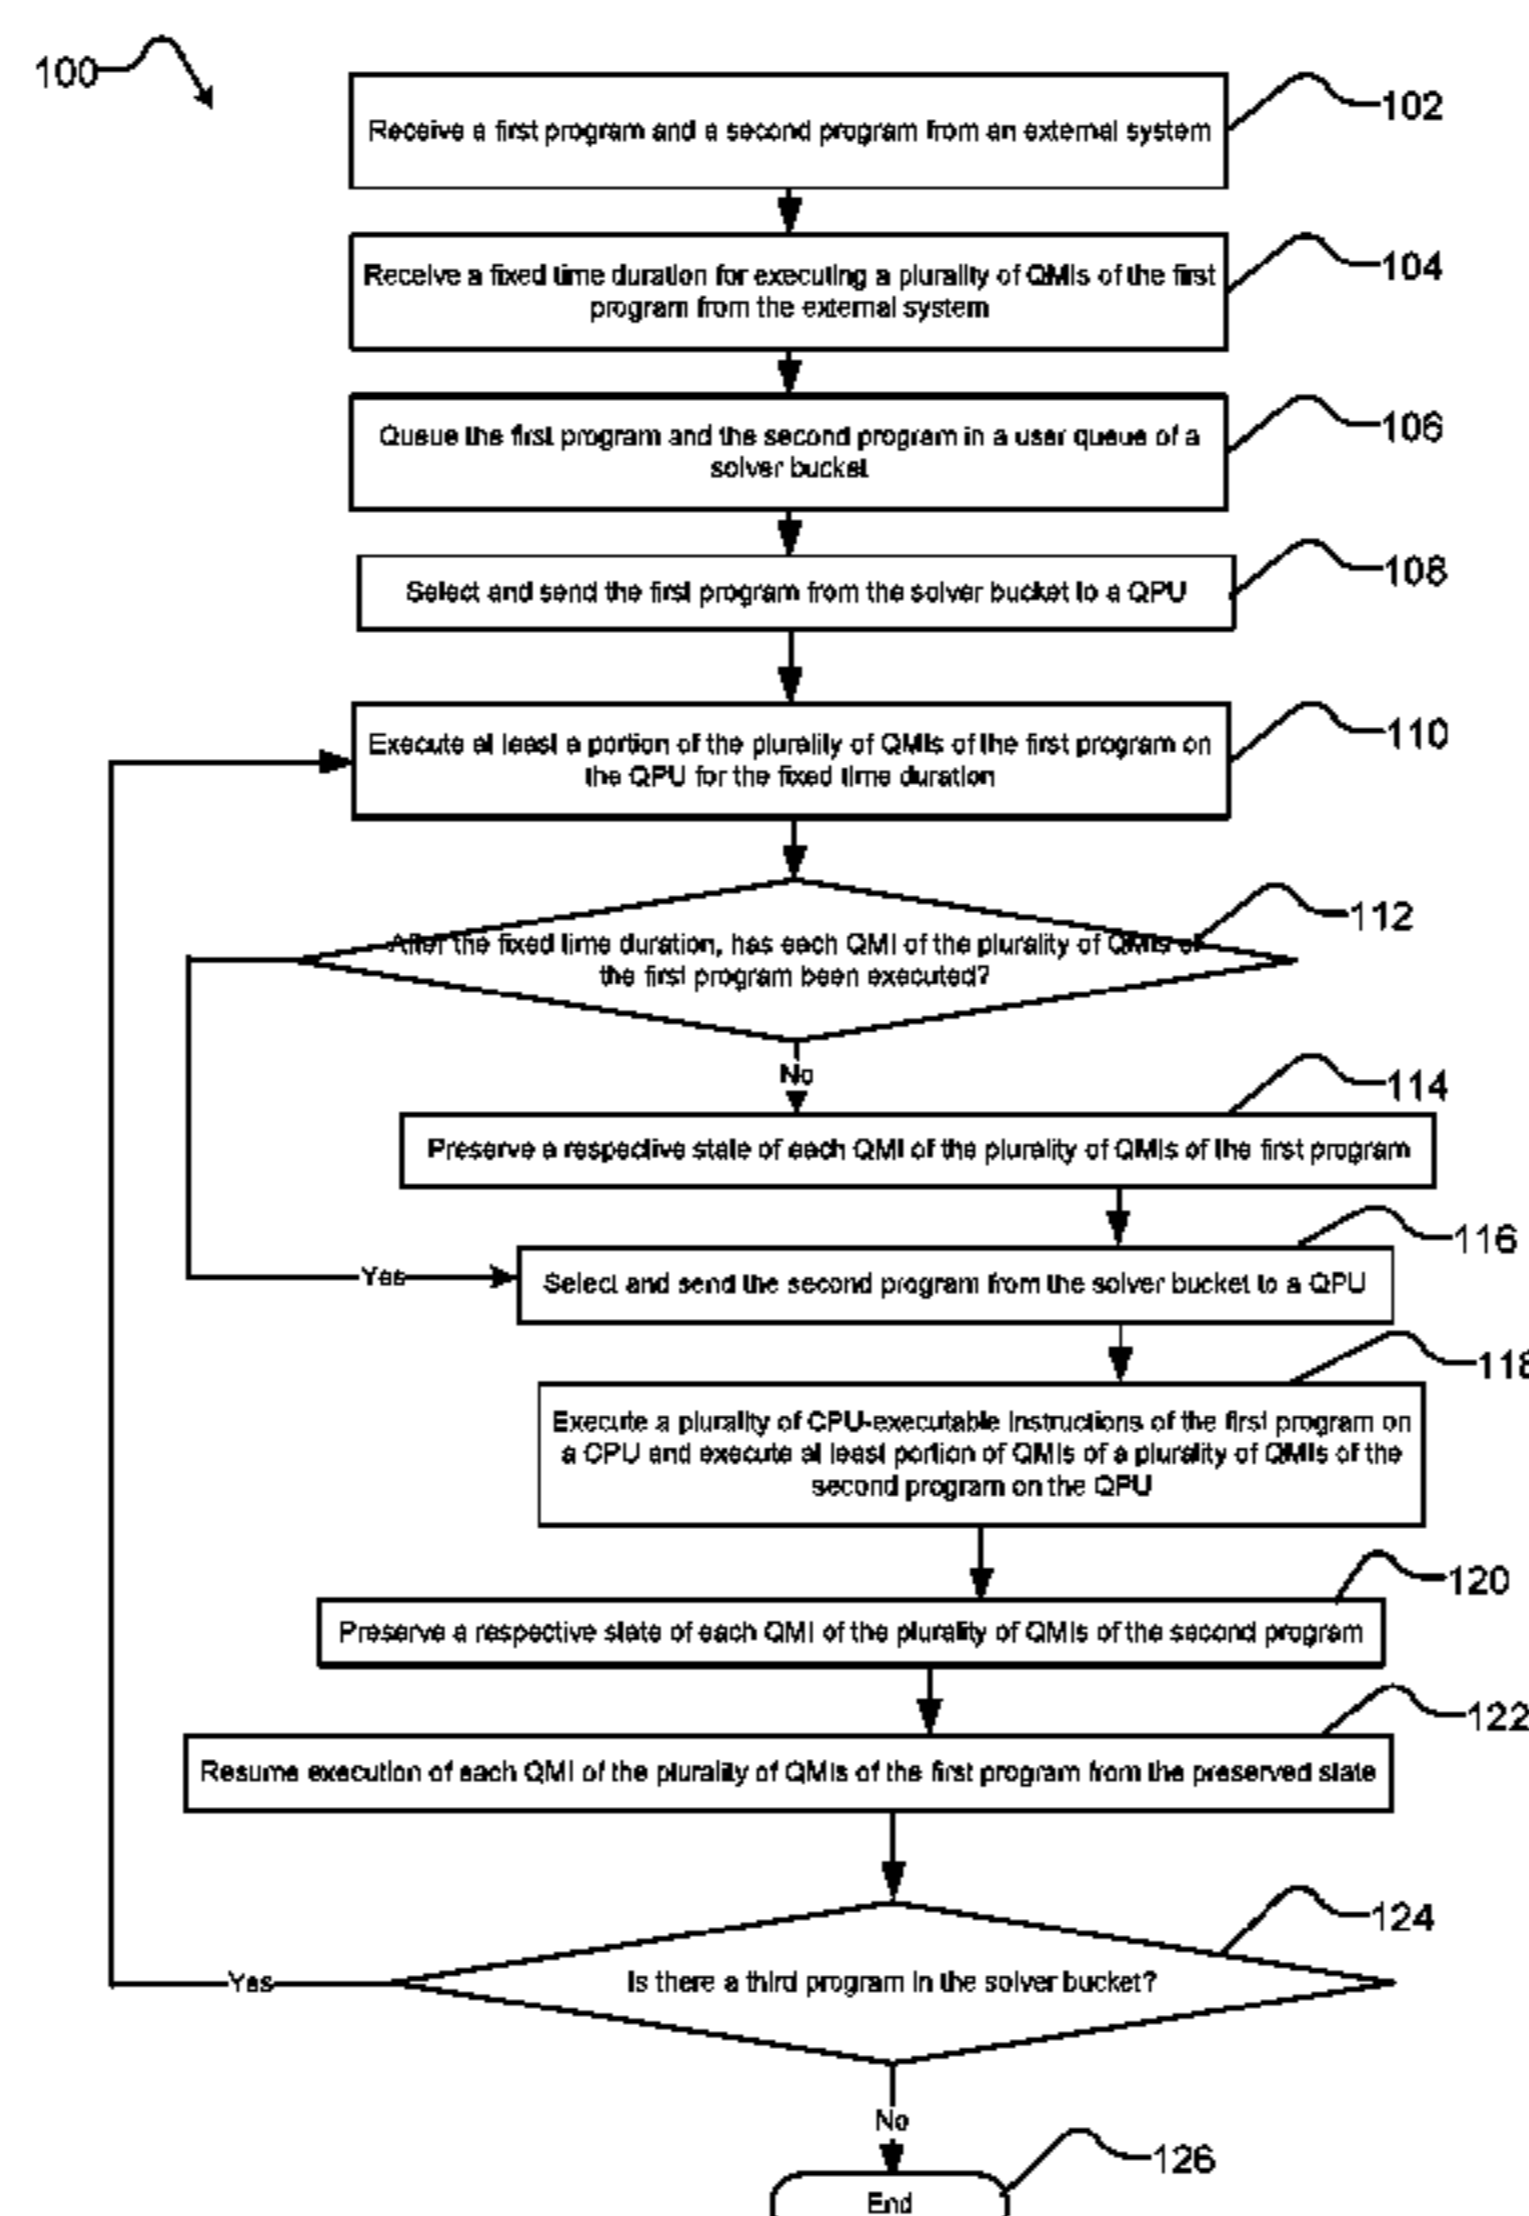 100
Receive a first program and a second program from an external system
102
Receive a fixed time duration for executing a plurality of QMIs of the first
program from the external system
104
Queue the first program and the second program in a user queue of a
solver bucket
106
Select and send the first program from the solver bucket to a QPU
108
Execute at least a portion of the plurality of QMIs of the first program on
the QPU for the fixed time duration
110
After the fixed time duration, has each QMI of the plurality of QMIs of
the first program been executed?
112
No
Preserve a respective state of each QMI of the plurality of QMIs of the first program
114
Yes
Select and send the second program from the solver bucket to a QPU
116
Execute a plurality of CPU-executable instructions of the first program on
a CPU and execute at least portion of QMIs of a plurality of QMIs of the
second program on the QPU
118
Preserve a respective state of each QMI of the plurality of QMIs of the second program
120
Resume execution of each QMI of the plurality of QMIs of the first program from the preserved state
122
Is there a third program in the solver bucket?
124
Yes
No
End
126